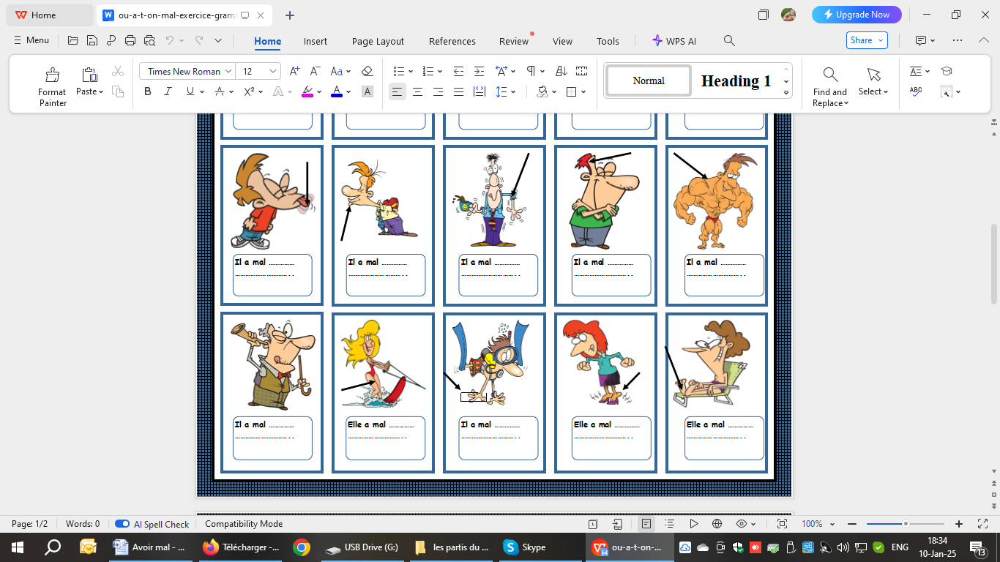 Home
ou-a-t-on-mal-exercice-gram
Upgrade Now
Menu
Home
Insert
Page Layout
References
Review
View
Tools
WPS AI
Share
Format Painter
Paste
Times New Roman
12
Normal
Heading 1
Find and Replace
Select
Il a mal ..............
Il a mal ..............
Il a mal ..............
Il a mal ..............
Il a mal ..............
Il a mal ..............
Elle a mal ..............
Il a mal ..............
Elle a mal ..............
Elle a mal ..............
Page: 1/2
Words: 0
AI Spell Check
Compatibility Mode
100%
Avoir mal - ...
Télécharger -...
USB Drive (G:)
les partis du ...
Skype
ou-a-t-on-...
ENG
18:34
10-Jan-25
13